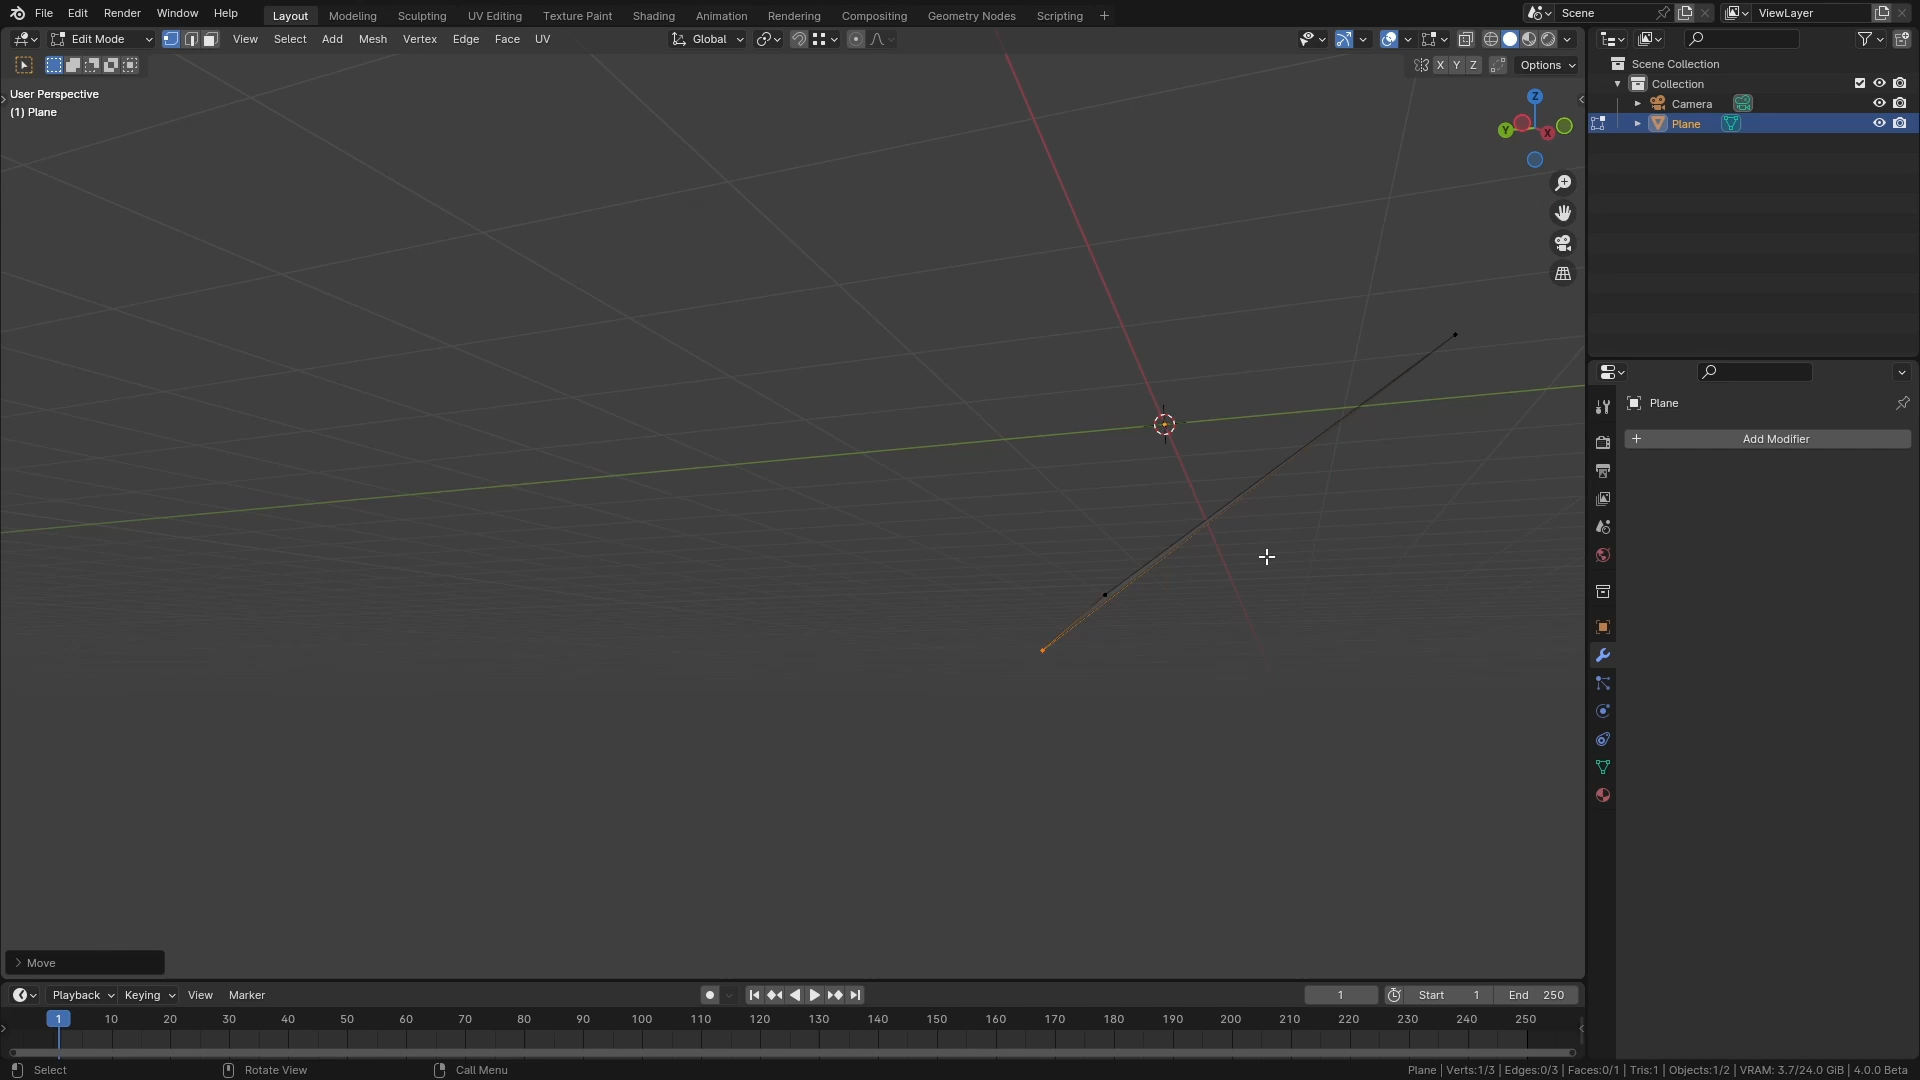 File Edit Render Window Help Layout Modeling Sculpting UV Editing Texture Paint Shading Animation Rendering Compositing Geometry Nodes Scripting + Scene ViewLayer
Edit Mode View Select Add Mesh Vertex Edge Face UV Global
X Y Z Options
User Perspective
(1) Plane
Scene Collection
Collection
Camera
Plane
Z
Y
X
Plane
+ Add Modifier
Move
Playback Keying View Marker 1 Start 1 End 250
1 10 20 30 40 50 60 70 80 90 100 110 120 130 140 150 160 170 180 190 200 210 220 230 240 250
Select Rotate View Call Menu Plane | Verts:1/3 | Edges:0/3 | Faces:0/1 | Tris:1 | Objects:1/2 | VRAM: 3.7/24.0 GiB | 4.0.0 Beta